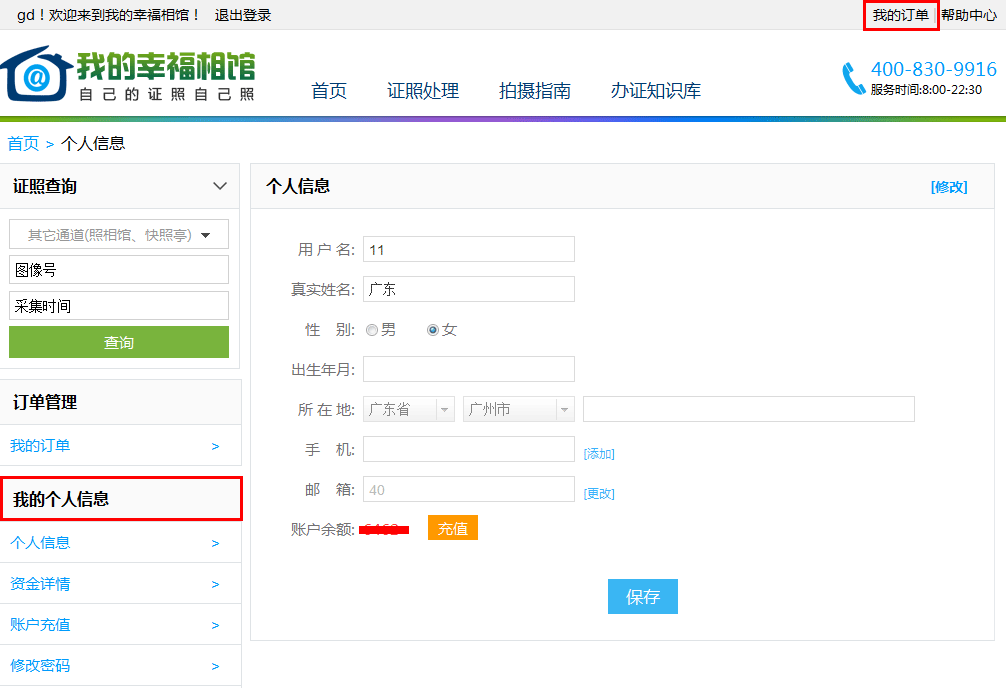 gd！欢迎来到我的幸福相馆！ 退出登录
我的订单 | 帮助中心
@ 我的幸福相馆
自己的证照自己照
首页 证照处理 拍摄指南 办证知识库
400-830-9916
服务时间:8:00-22:30
首页 > 个人信息
证照查询
其它通道(照相馆、快照亭)
图像号
采集时间
查询
订单管理
我的订单 >
我的个人信息
个人信息 >
资金详情 >
账户充值 >
修改密码 >
个人信息 [修改]
用 户 名: 11
真实姓名: 广东
性 别: 男 女
出生年月:
所 在 地: 广东省 广州市
手 机: [添加]
邮 箱: 40 [更改]
账户余额: 充值
保存